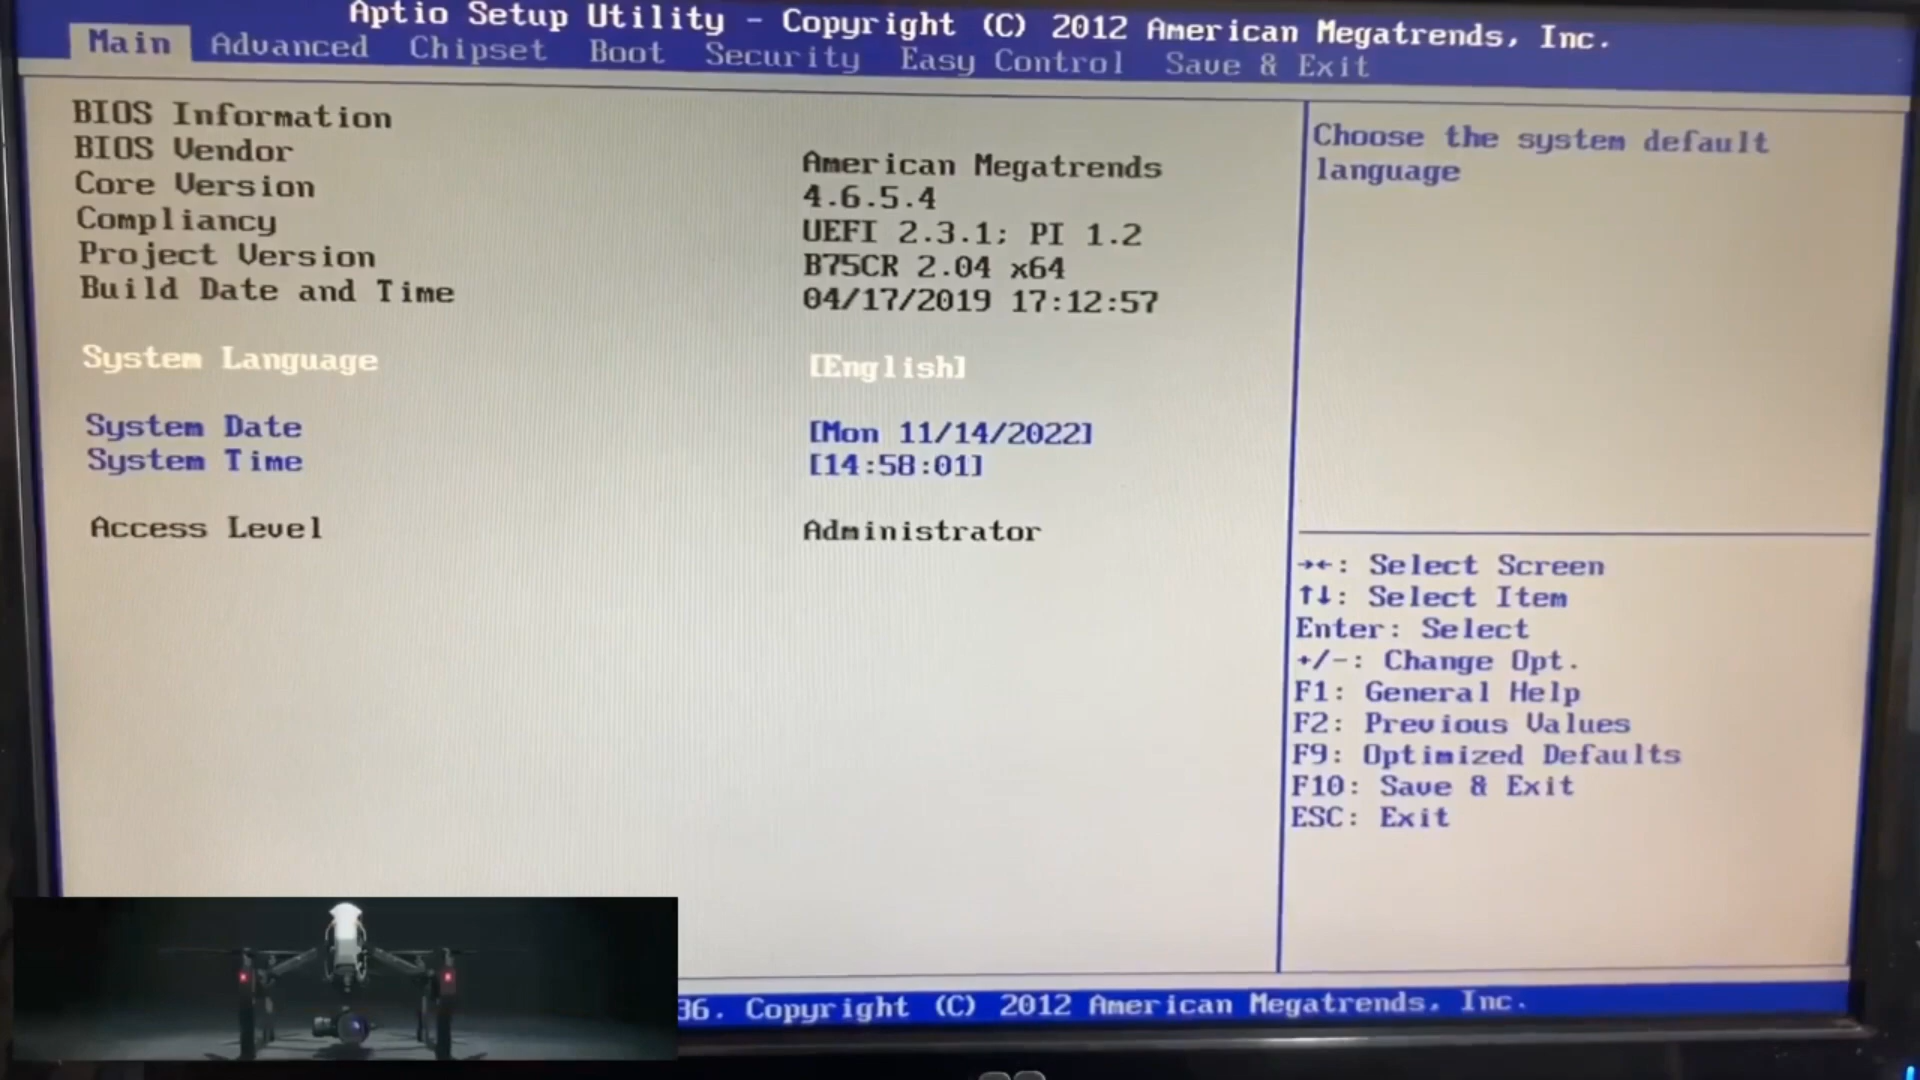 Aptio Setup Utility - Copyright (C) 2012 American Megatrends, Inc.
Main Advanced Chipset Boot Security Easy Control Save & Exit
BIOS Information
BIOS Vendor American Megatrends
Core Version 4.6.5.4
Compliancy UEFI 2.3.1; PI 1.2
Project Version B75CR 2.04 x64
Build Date and Time 04/17/2019 17:12:57
System Language [English]
System Date [Mon 11/14/2022]
System Time [14:58:01]
Access Level Administrator
Choose the system default
language
→←: Select Screen
↑↓: Select Item
Enter: Select
+/-: Change Opt.
F1: General Help
F2: Previous Values
F9: Optimized Defaults
F10: Save & Exit
ESC: Exit
36. Copyright (C) 2012 American Megatrends, Inc.